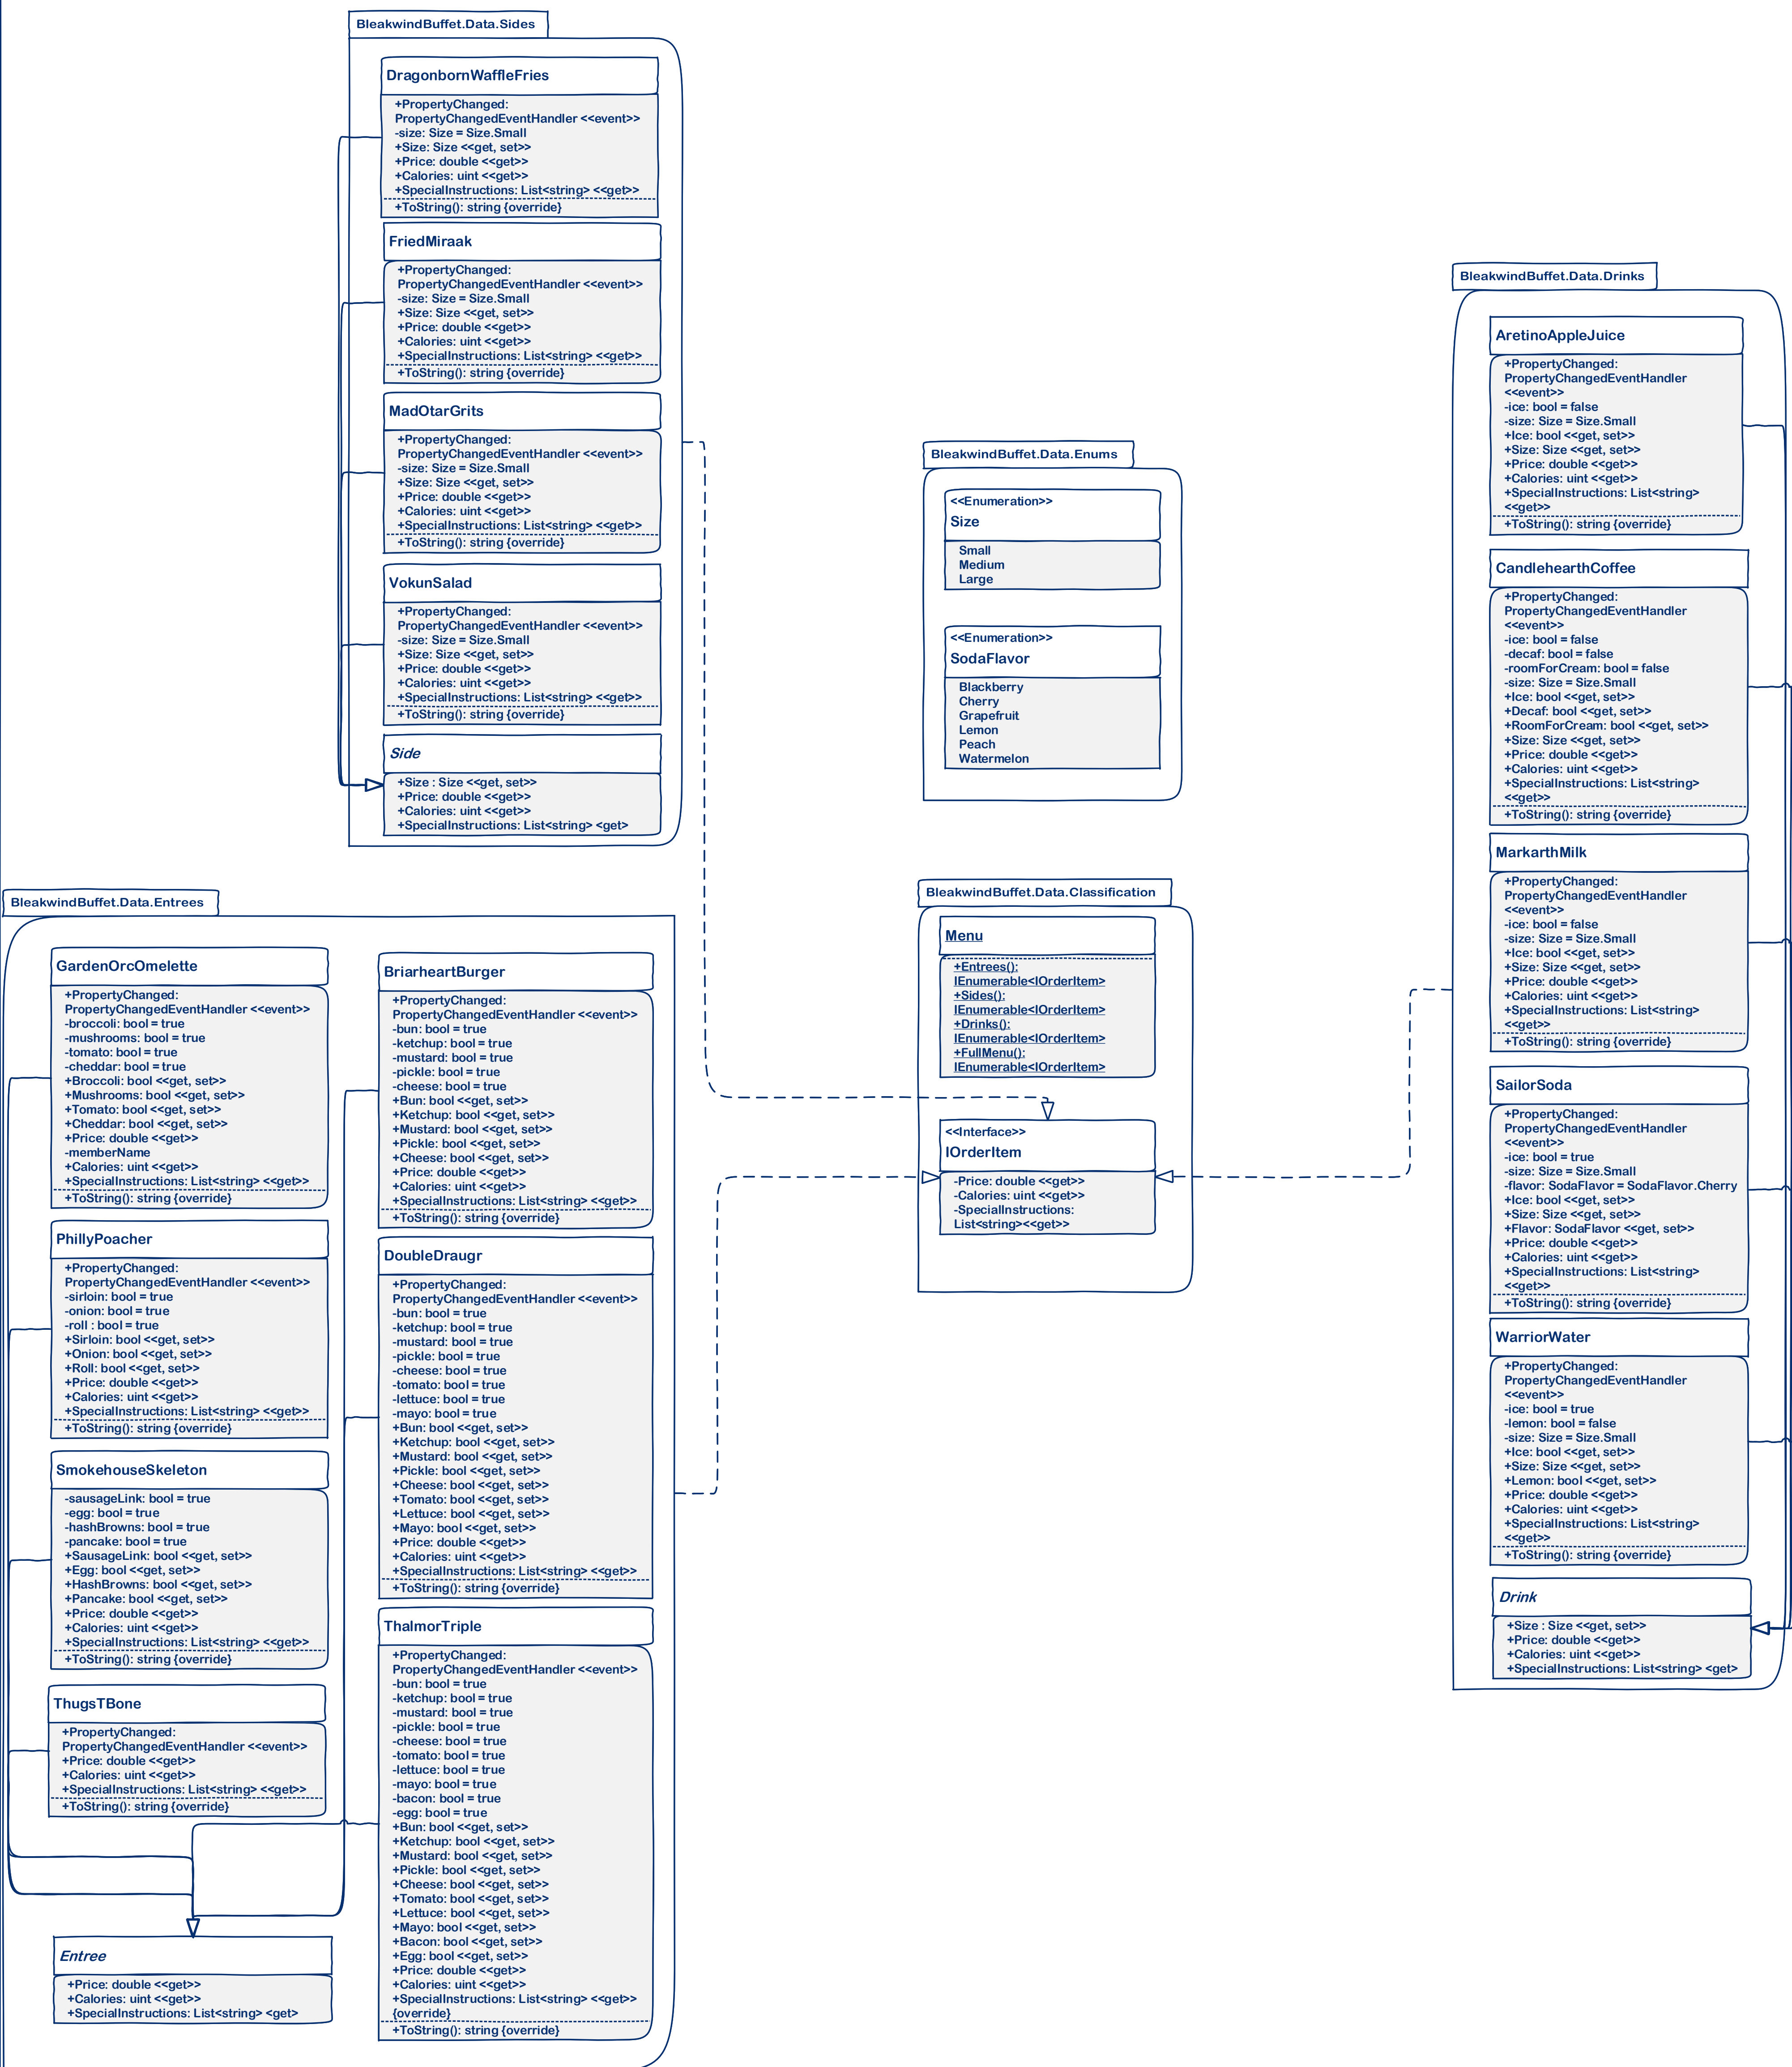 BleakwindBuffet.Data.Sides
DragonbornWaffleFries
+PropertyChanged:
PropertyChangedEventHandler <<event>>
-size: Size = Size.Small
+Size: Size <<get, set>>
+Price: double <<get>>
+Calories: uint <<get>>
+SpecialInstructions: List<string> <<get>>
+ToString(): string {override}
FriedMiraak
+PropertyChanged:
PropertyChangedEventHandler <<event>>
-size: Size = Size.Small
+Size: Size <<get, set>>
+Price: double <<get>>
+Calories: uint <<get>>
+SpecialInstructions: List<string> <<get>>
+ToString(): string {override}
MadOtarGrits
+PropertyChanged:
PropertyChangedEventHandler <<event>>
-size: Size = Size.Small
+Size: Size <<get, set>>
+Price: double <<get>>
+Calories: uint <<get>>
+SpecialInstructions: List<string> <<get>>
+ToString(): string {override}
VokunSalad
+PropertyChanged:
PropertyChangedEventHandler <<event>>
-size: Size = Size.Small
+Size: Size <<get, set>>
+Price: double <<get>>
+Calories: uint <<get>>
+SpecialInstructions: List<string> <<get>>
+ToString(): string {override}
Side
+Size : Size <<get, set>>
+Price: double <<get>>
+Calories: uint <<get>>
+SpecialInstructions: List<string> <get>
BleakwindBuffet.Data.Entrees
GardenOrcOmelette
+PropertyChanged:
PropertyChangedEventHandler <<event>>
-broccoli: bool = true
-mushrooms: bool = true
-tomato: bool = true
-cheddar: bool = true
+Broccoli: bool <<get, set>>
+Mushrooms: bool <<get, set>>
+Tomato: bool <<get, set>>
+Cheddar: bool <<get, set>>
+Price: double <<get>>
-memberName
+Calories: uint <<get>>
+SpecialInstructions: List<string> <<get>>
+ToString(): string {override}
PhillyPoacher
+PropertyChanged:
PropertyChangedEventHandler <<event>>
-sirloin: bool = true
-onion: bool = true
-roll : bool = true
+Sirloin: bool <<get, set>>
+Onion: bool <<get, set>>
+Roll: bool <<get, set>>
+Price: double <<get>>
+Calories: uint <<get>>
+SpecialInstructions: List<string> <<get>>
+ToString(): string {override}
SmokehouseSkeleton
-sausageLink: bool = true
-egg: bool = true
-hashBrowns: bool = true
-pancake: bool = true
+SausageLink: bool <<get, set>>
+Egg: bool <<get, set>>
+HashBrowns: bool <<get, set>>
+Pancake: bool <<get, set>>
+Price: double <<get>>
+Calories: uint <<get>>
+SpecialInstructions: List<string> <<get>>
+ToString(): string {override}
ThugsTBone
+PropertyChanged:
PropertyChangedEventHandler <<event>>
+Price: double <<get>>
+Calories: uint <<get>>
+SpecialInstructions: List<string> <<get>>
+ToString(): string {override}
Entree
+Price: double <<get>>
+Calories: uint <<get>>
+SpecialInstructions: List<string> <get>
BriarheartBurger
+PropertyChanged:
PropertyChangedEventHandler <<event>>
-bun: bool = true
-ketchup: bool = true
-mustard: bool = true
-pickle: bool = true
-cheese: bool = true
+Bun: bool <<get, set>>
+Ketchup: bool <<get, set>>
+Mustard: bool <<get, set>>
+Pickle: bool <<get, set>>
+Cheese: bool <<get, set>>
+Price: double <<get>>
+Calories: uint <<get>>
+SpecialInstructions: List<string> <<get>>
+ToString(): string {override}
DoubleDraugr
+PropertyChanged:
PropertyChangedEventHandler <<event>>
-bun: bool = true
-ketchup: bool = true
-mustard: bool = true
-pickle: bool = true
-cheese: bool = true
-tomato: bool = true
-lettuce: bool = true
-mayo: bool = true
+Bun: bool <<get, set>>
+Ketchup: bool <<get, set>>
+Mustard: bool <<get, set>>
+Pickle: bool <<get, set>>
+Cheese: bool <<get, set>>
+Tomato: bool <<get, set>>
+Lettuce: bool <<get, set>>
+Mayo: bool <<get, set>>
+Price: double <<get>>
+Calories: uint <<get>>
+SpecialInstructions: List<string> <<get>>
+ToString(): string {override}
ThalmorTriple
+PropertyChanged:
PropertyChangedEventHandler <<event>>
-bun: bool = true
-ketchup: bool = true
-mustard: bool = true
-pickle: bool = true
-cheese: bool = true
-tomato: bool = true
-lettuce: bool = true
-mayo: bool = true
-bacon: bool = true
-egg: bool = true
+Bun: bool <<get, set>>
+Ketchup: bool <<get, set>>
+Mustard: bool <<get, set>>
+Pickle: bool <<get, set>>
+Cheese: bool <<get, set>>
+Tomato: bool <<get, set>>
+Lettuce: bool <<get, set>>
+Mayo: bool <<get, set>>
+Bacon: bool <<get, set>>
+Egg: bool <<get, set>>
+Price: double <<get>>
+Calories: uint <<get>>
+SpecialInstructions: List<string> <<get>>
{override}
+ToString(): string {override}
BleakwindBuffet.Data.Enums
<<Enumeration>>
Size
Small
Medium
Large
<<Enumeration>>
SodaFlavor
Blackberry
Cherry
Grapefruit
Lemon
Peach
Watermelon
BleakwindBuffet.Data.Classification
Menu
+Entrees():
IEnumerable<IOrderItem>
+Sides():
IEnumerable<IOrderItem>
+Drinks():
IEnumerable<IOrderItem>
+FullMenu():
IEnumerable<IOrderItem>
<<Interface>>
IOrderItem
-Price: double <<get>>
-Calories: uint <<get>>
-SpecialInstructions:
List<string><<get>>
BleakwindBuffet.Data.Drinks
AretinoAppleJuice
+PropertyChanged:
PropertyChangedEventHandler
<<event>>
-ice: bool = false
-size: Size = Size.Small
+Ice: bool <<get, set>>
+Size: Size <<get, set>>
+Price: double <<get>>
+Calories: uint <<get>>
+SpecialInstructions: List<string>
<<get>>
+ToString(): string {override}
CandlehearthCoffee
+PropertyChanged:
PropertyChangedEventHandler
<<event>>
-ice: bool = false
-decaf: bool = false
-roomForCream: bool = false
-size: Size = Size.Small
+Ice: bool <<get, set>>
+Decaf: bool <<get, set>>
+RoomForCream: bool <<get, set>>
+Size: Size <<get, set>>
+Price: double <<get>>
+Calories: uint <<get>>
+SpecialInstructions: List<string>
<<get>>
+ToString(): string {override}
MarkarthMilk
+PropertyChanged:
PropertyChangedEventHandler
<<event>>
-ice: bool = false
-size: Size = Size.Small
+Ice: bool <<get, set>>
+Size: Size <<get, set>>
+Price: double <<get>>
+Calories: uint <<get>>
+SpecialInstructions: List<string>
<<get>>
+ToString(): string {override}
SailorSoda
+PropertyChanged:
PropertyChangedEventHandler
<<event>>
-ice: bool = true
-size: Size = Size.Small
-flavor: SodaFlavor = SodaFlavor.Cherry
+Ice: bool <<get, set>>
+Size: Size <<get, set>>
+Flavor: SodaFlavor <<get, set>>
+Price: double <<get>>
+Calories: uint <<get>>
+SpecialInstructions: List<string>
<<get>>
+ToString(): string {override}
WarriorWater
+PropertyChanged:
PropertyChangedEventHandler
<<event>>
-ice: bool = true
-lemon: bool = false
-size: Size = Size.Small
+Ice: bool <<get, set>>
+Size: Size <<get, set>>
+Lemon: bool <<get, set>>
+Price: double <<get>>
+Calories: uint <<get>>
+SpecialInstructions: List<string>
<<get>>
+ToString(): string {override}
Drink
+Size : Size <<get, set>>
+Price: double <<get>>
+Calories: uint <<get>>
+SpecialInstructions: List<string> <get>